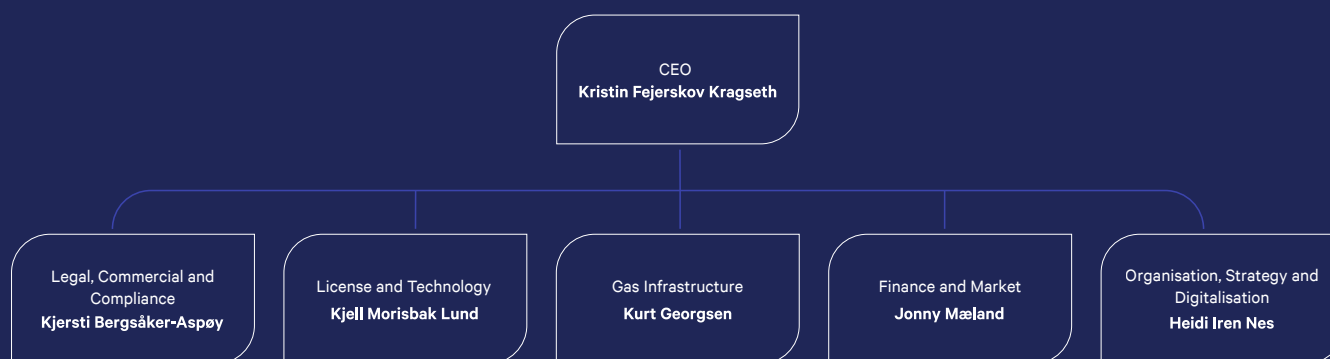 CEO
Kristin Fejerskov Kragseth
Legal, Commercial and
Compliance
Kjersti Bergsåker-Aspøy
License and Technology
Kjell Morisbak Lund
Gas Infrastructure
Kurt Georgsen
Finance and Market
Jonny Mæland
Organisation, Strategy and
Digitalisation
Heidi Iren Nes